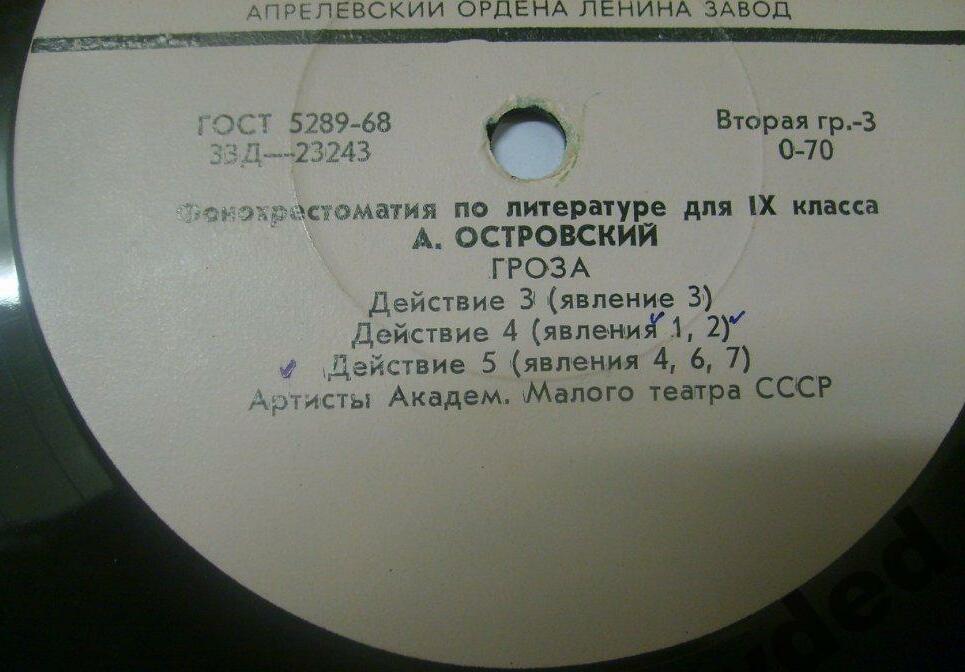 АПРЕЛЕВСКИЙ ОРДЕНА ЛЕНИНА ЗАВОД
ГОСТ 5289-68
33Д—23243
Вторая гр.-3
0-70
Фонохрестоматия по литературе для IX класса
А. ОСТРОВСКИЙ
ГРОЗА
Действие 3 (явление 3)
Действие 4 (явления 1, 2)
Действие 5 (явления 4, 6, 7)
Артисты Академ. Малого театра СССР